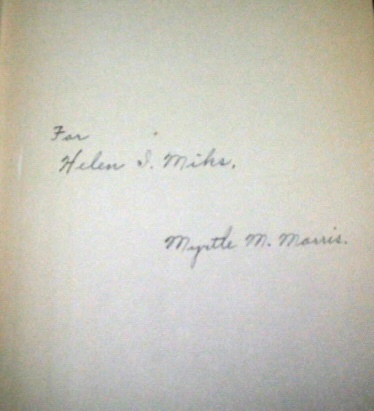 For
Helen I. Mihs.
Myrtle M. Morris.